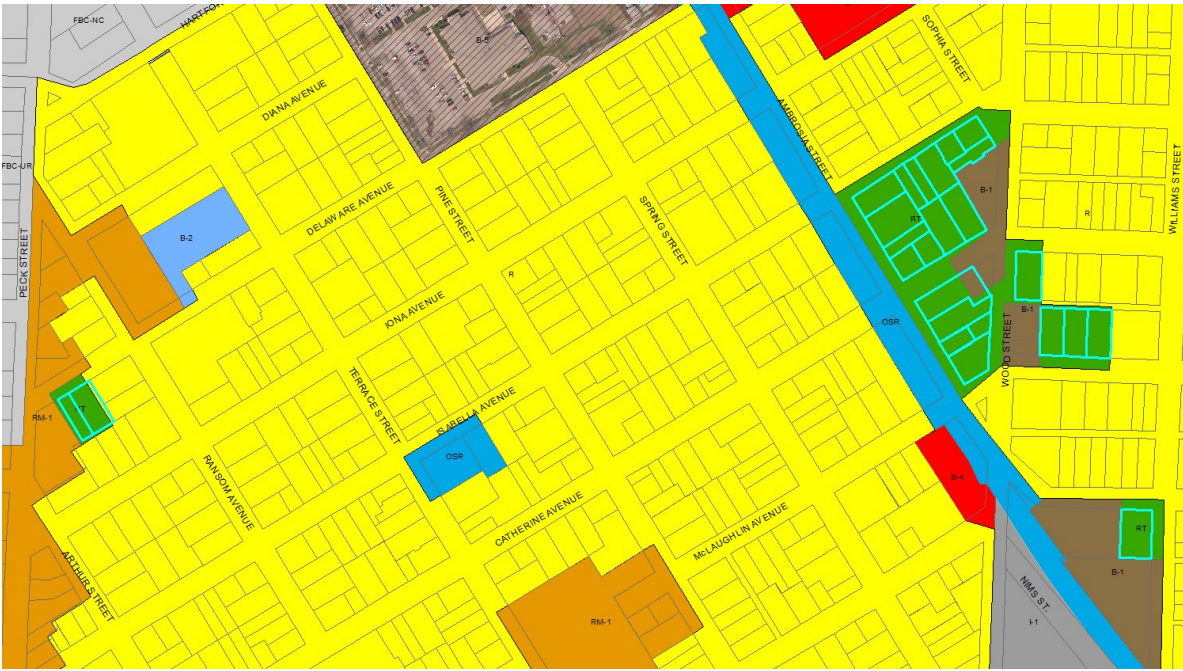 FBC-NC
B-5
SOPHIA STREET
DIANA AVENUE
AMBROSIA STREET
FBC-UR
B-1
WILLIAMS STREET
DELAWARE AVENUE
PINE STREET
SPRING STREET
RT
R
B-2
PECK STREET
R
IONA AVENUE
B-1
OSR
WOOD STREET
TERRACE STREET
ISABELLA AVENUE
RM-1
OSR
RANSOM AVENUE
B-4
CATHERINE AVENUE
McLAUGHLIN AVENUE
RT
ARTHUR STREET
B-1
NIMS ST.
RM-1
I-1